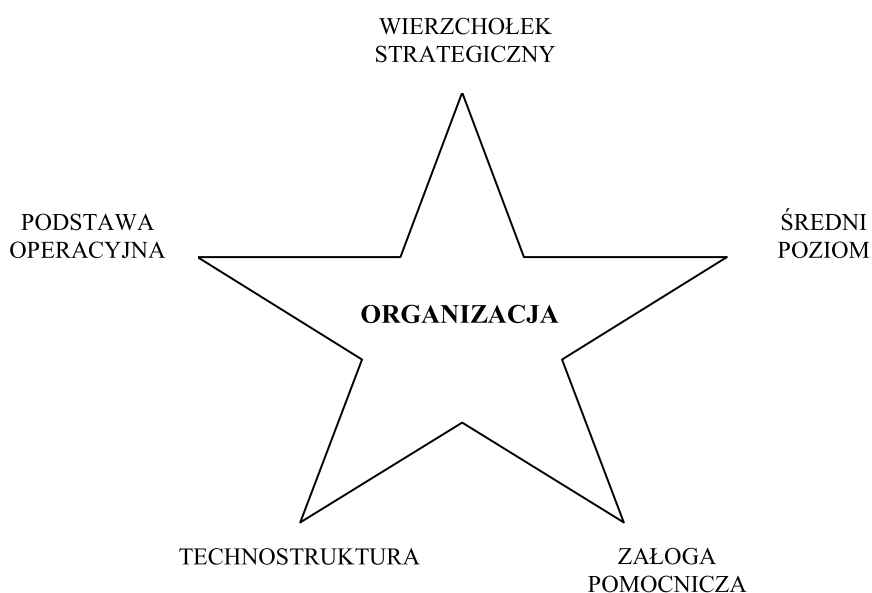 WIERZCHOŁEK
STRATEGICZNY
PODSTAWA
OPERACYJNA
ŚREDNI
POZIOM
ORGANIZACJA
TECHNOSTRUKTURA
ZAŁOGA
POMOCNICZA